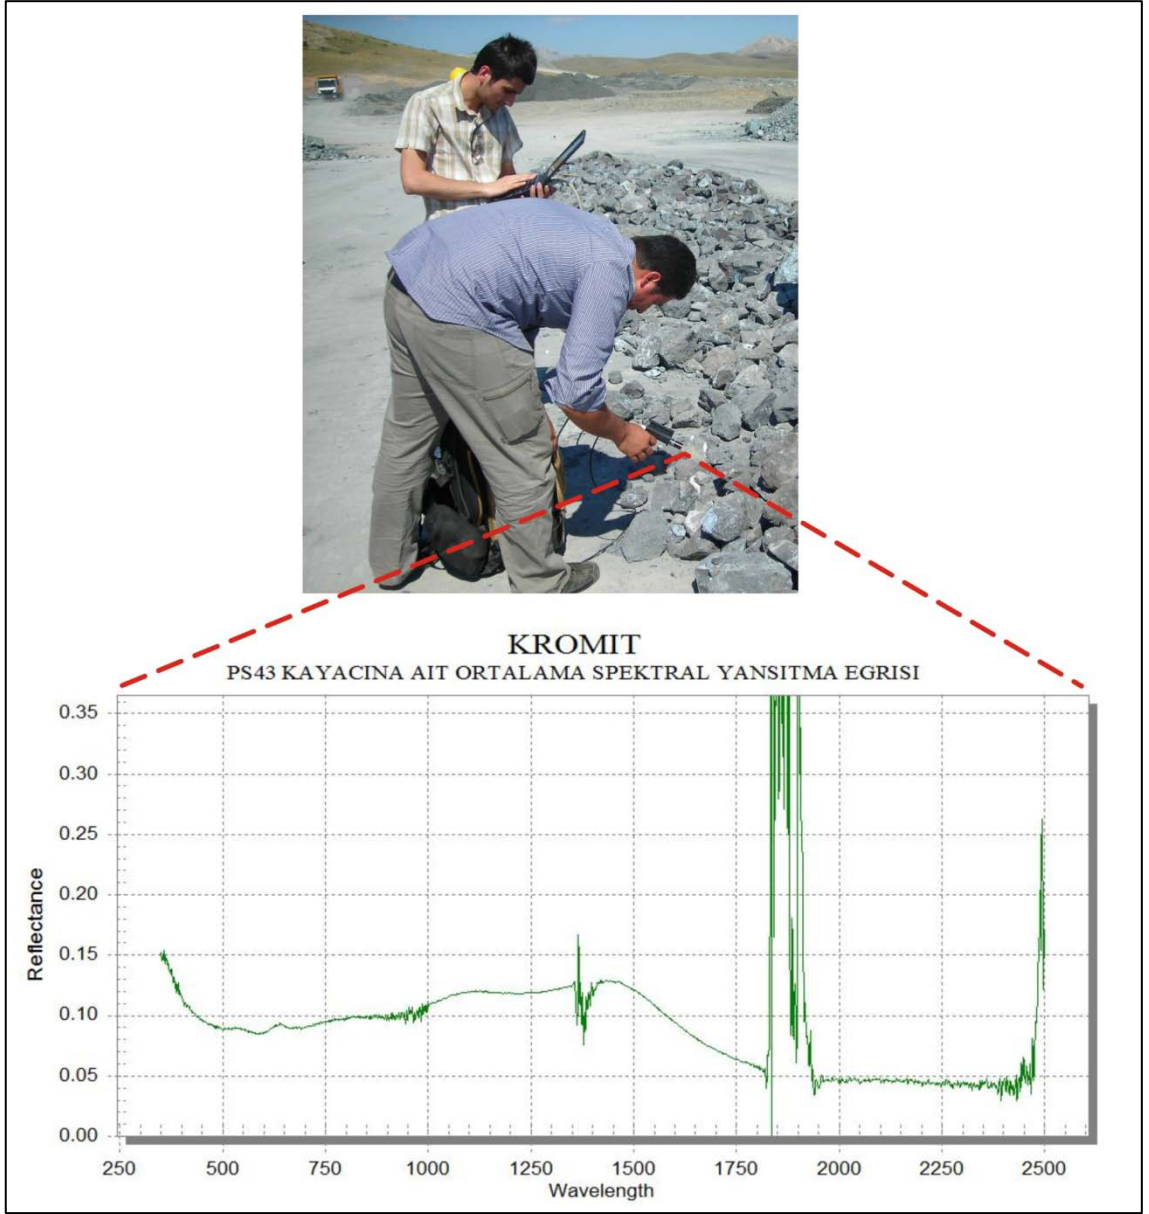 KROMIT
PS43 KAYACINA AIT ORTALAMA SPEKTRAL YANSITMA EGRISI
0.35
0.30
0.25
0.20
0.15
0.10
0.05
0.00
Reflectance
250 500 750 1000 1250 1500 1750 2000 2250 2500
Wavelength